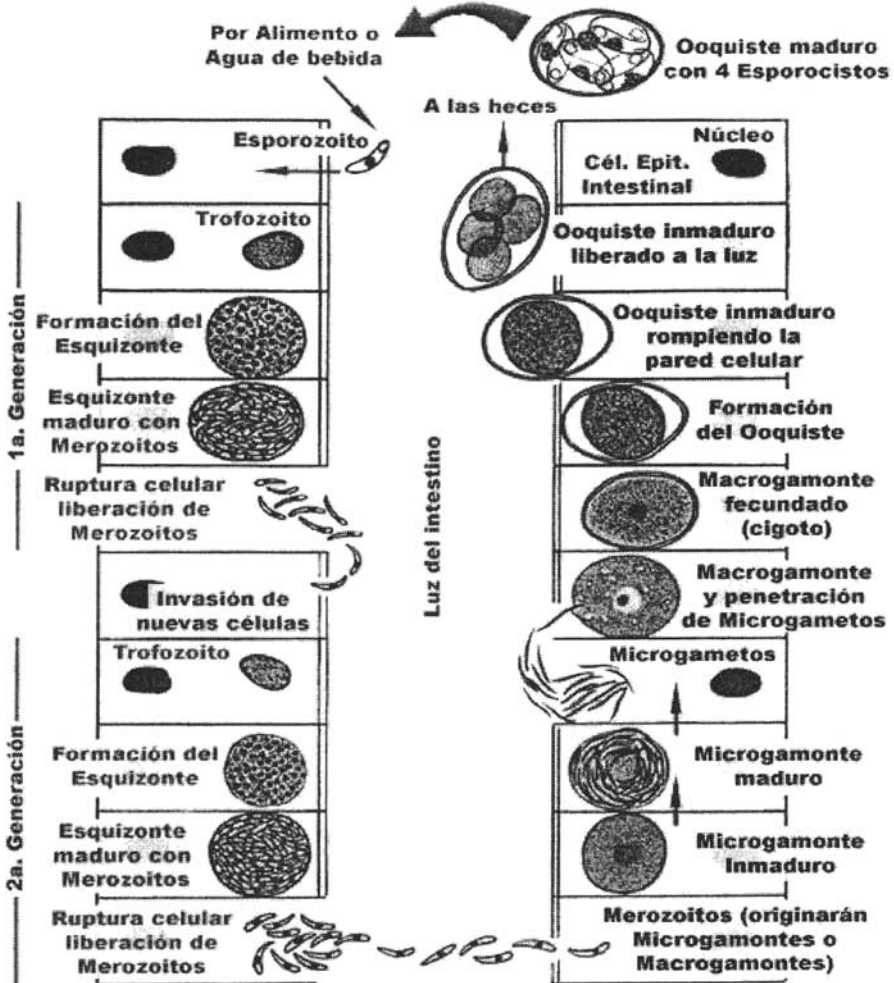 Por Alimento o
Agua de bebida
Ooquiste maduro
con 4 Esporocistos
A las heces
Esporozoito
Trofozoito
1a. Generación
Formación del
Esquizonte
Esquizonte
maduro con
Merozoitos
Ruptura celular
liberación de
Merozoitos
Invasión de
nuevas células
Trofozoito
2a. Generación
Formación del
Esquizonte
Esquizonte
maduro con
Merozoitos
Ruptura celular
liberación de
Merozoitos
Luz del intestino
Núcleo
Cél. Epit.
Intestinal
Ooquiste inmaduro
liberado a la luz
Ooquiste inmaduro
rompiendo la
pared celular
Formación
del Ooquiste
Macrogamonte
fecundado
(cigoto)
Macrogamonte
y penetración
de Microgametos
Microgametos
Microgamonte
maduro
Microgamonte
Inmaduro
Merozoitos (originarán
Microgamontes o
Macrogamontes)